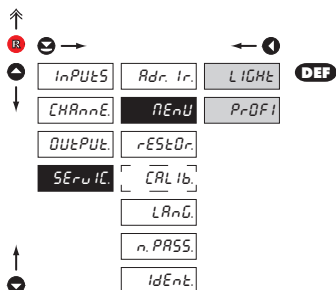 R
InPUtS. Adr. Ir. LIGHt DEF
CHAnnE. MEnU PrOFI
OUtPUt. rEStOr.
SErvIC. CALIb.
LAnG.
n. PASS.
IdEnt.